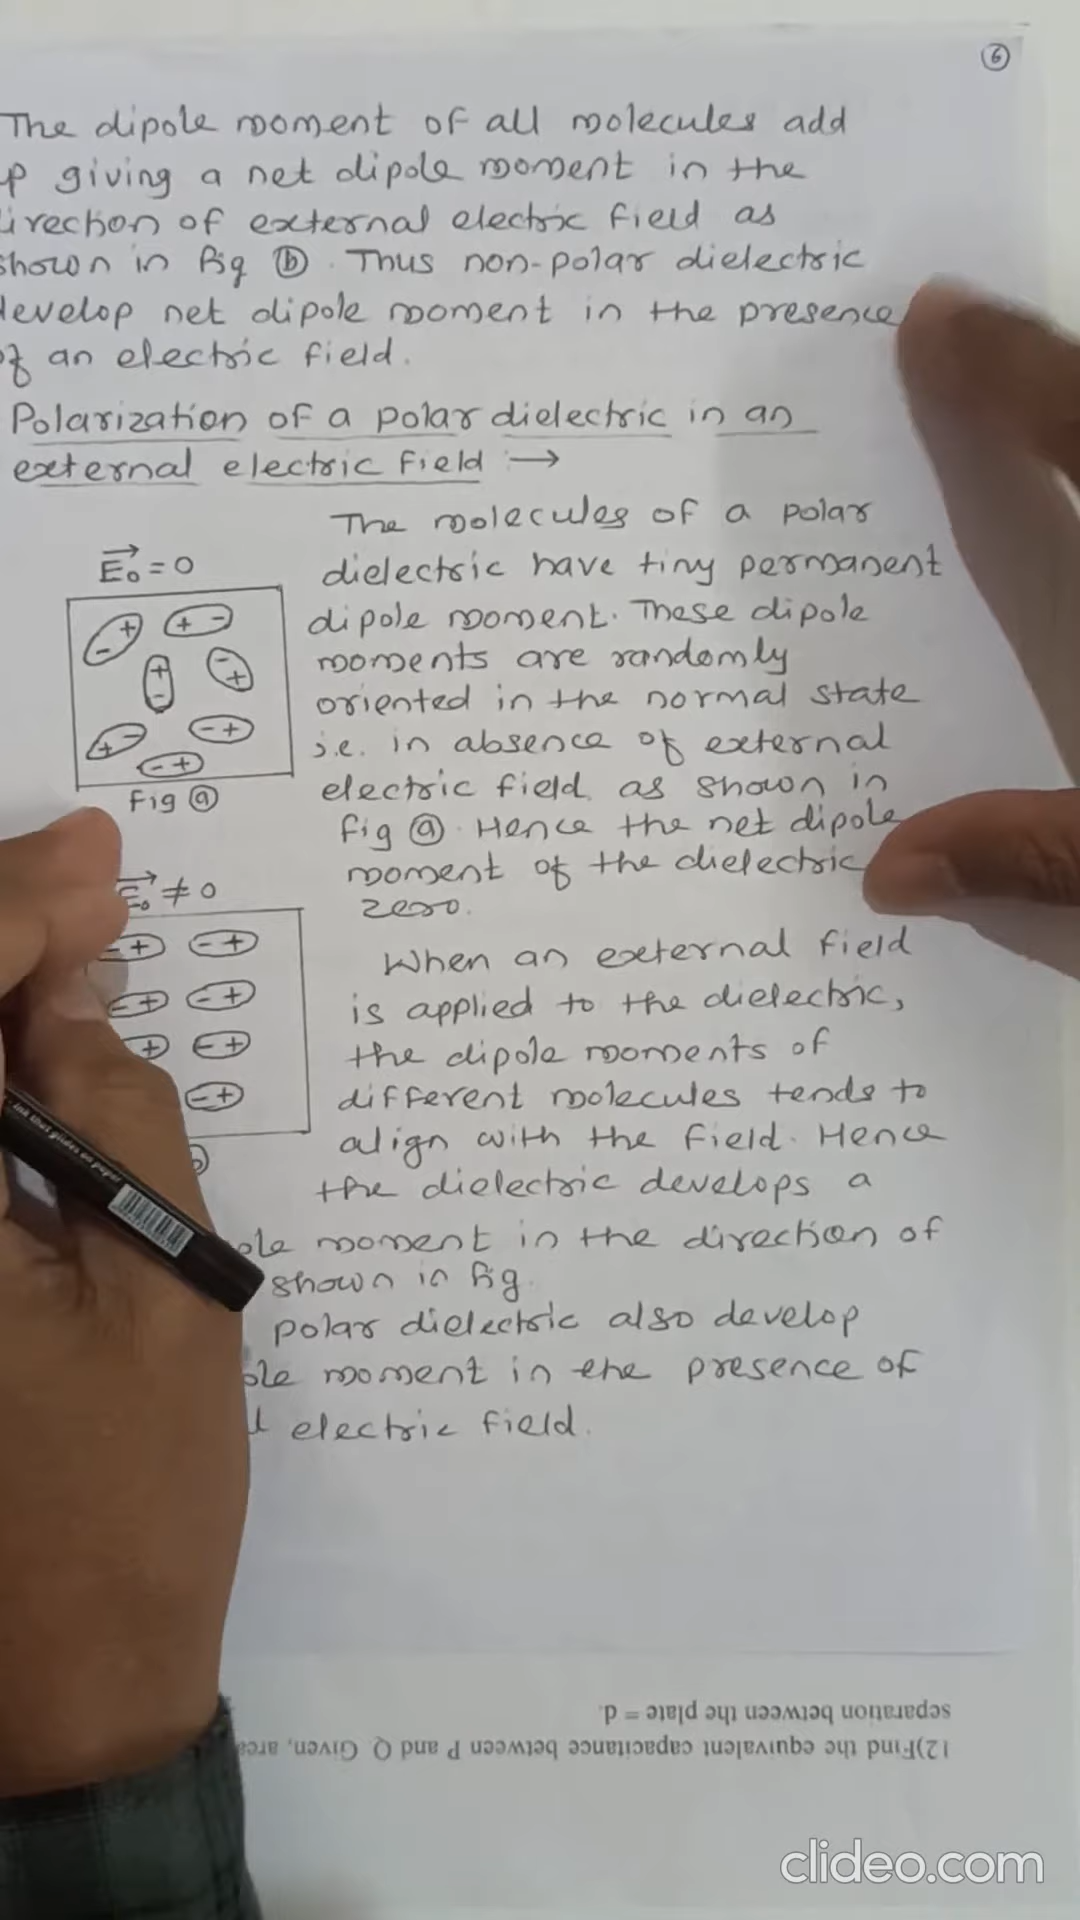 6
The dipole moment of all molecules add
p giving a net dipole moment in the
irection of external electric field as
shown in fig b. Thus non-polar dielectric
develop net dipole moment in the presence
of an electric field.
Polarization of a polar dielectric in an
external electric field :→
E₀ = 0
+ - + - - +
+ -
+ - - +
- +
Fig a
The molecules of a polar
dielectric have tiny permanent
dipole moment. These dipole
moments are randomly
oriented in the normal state
i.e. in absence of external
electric field as shown in
fig a. Hence the net dipole
moment of the dielectric
zero.
E₀ ≠ 0
- + - +
- + - +
+ - +
- +
b
When an external field
is applied to the dielectric,
the dipole moments of
different molecules tends to
align with the field. Hence
the dielectric develops a
ole moment in the direction of
shown in fig.
polar dielectric also develop
ole moment in the presence of
l electric field.
ink that glides on paper
12)Find the equivalent capacitance between P and Q. Given, area
separation between the plate = d.
clideo.com